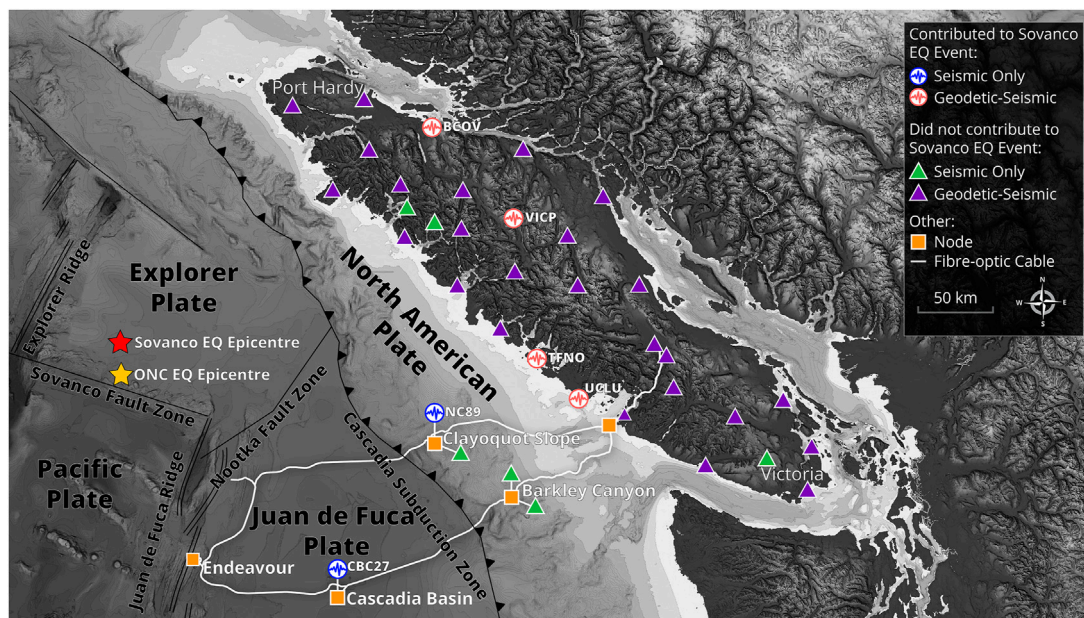 Port Hardy
BCOV
VICP
Explorer Ridge
Explorer
Plate
North American
Plate
Sovanco EQ Epicentre
ONC EQ Epicentre
TFNO
UCLU
Sovanco Fault Zone
Nootka Fault Zone
Cascadia Subduction Zone
NC89
Clayoquot Slope
Barkley Canyon
Victoria
Pacific
Plate
Juan de Fuca Ridge
Juan de Fuca
Plate
Endeavour
CBC27
Cascadia Basin
Contributed to Sovanco
EQ Event:
Seismic Only
Geodetic-Seismic
Did not contribute to
Sovanco EQ Event:
Seismic Only
Geodetic-Seismic
Other:
Node
Fibre-optic Cable
50 km
N
W
E
S